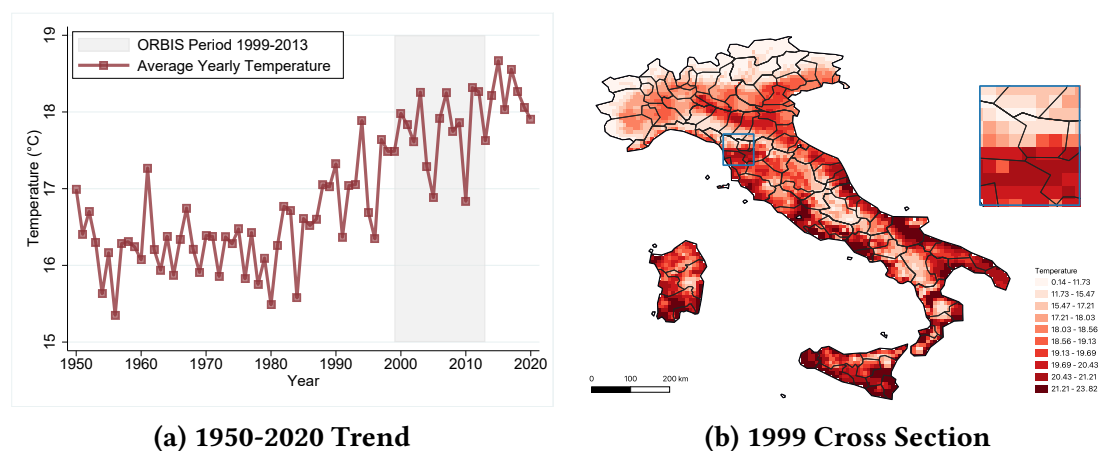 ORBIS Period 1999-2013
Average Yearly Temperature
Temperature (°C)
19
18
17
16
15
1950 1960 1970 1980 1990 2000 2010 2020
Year
(a) 1950-2020 Trend
Temperature
0.14 - 11.73
11.73 - 15.47
15.47 - 17.21
17.21 - 18.03
18.03 - 18.56
18.56 - 19.13
19.13 - 19.69
19.69 - 20.43
20.43 - 21.21
21.21 - 23.82
0 100 200 km
(b) 1999 Cross Section